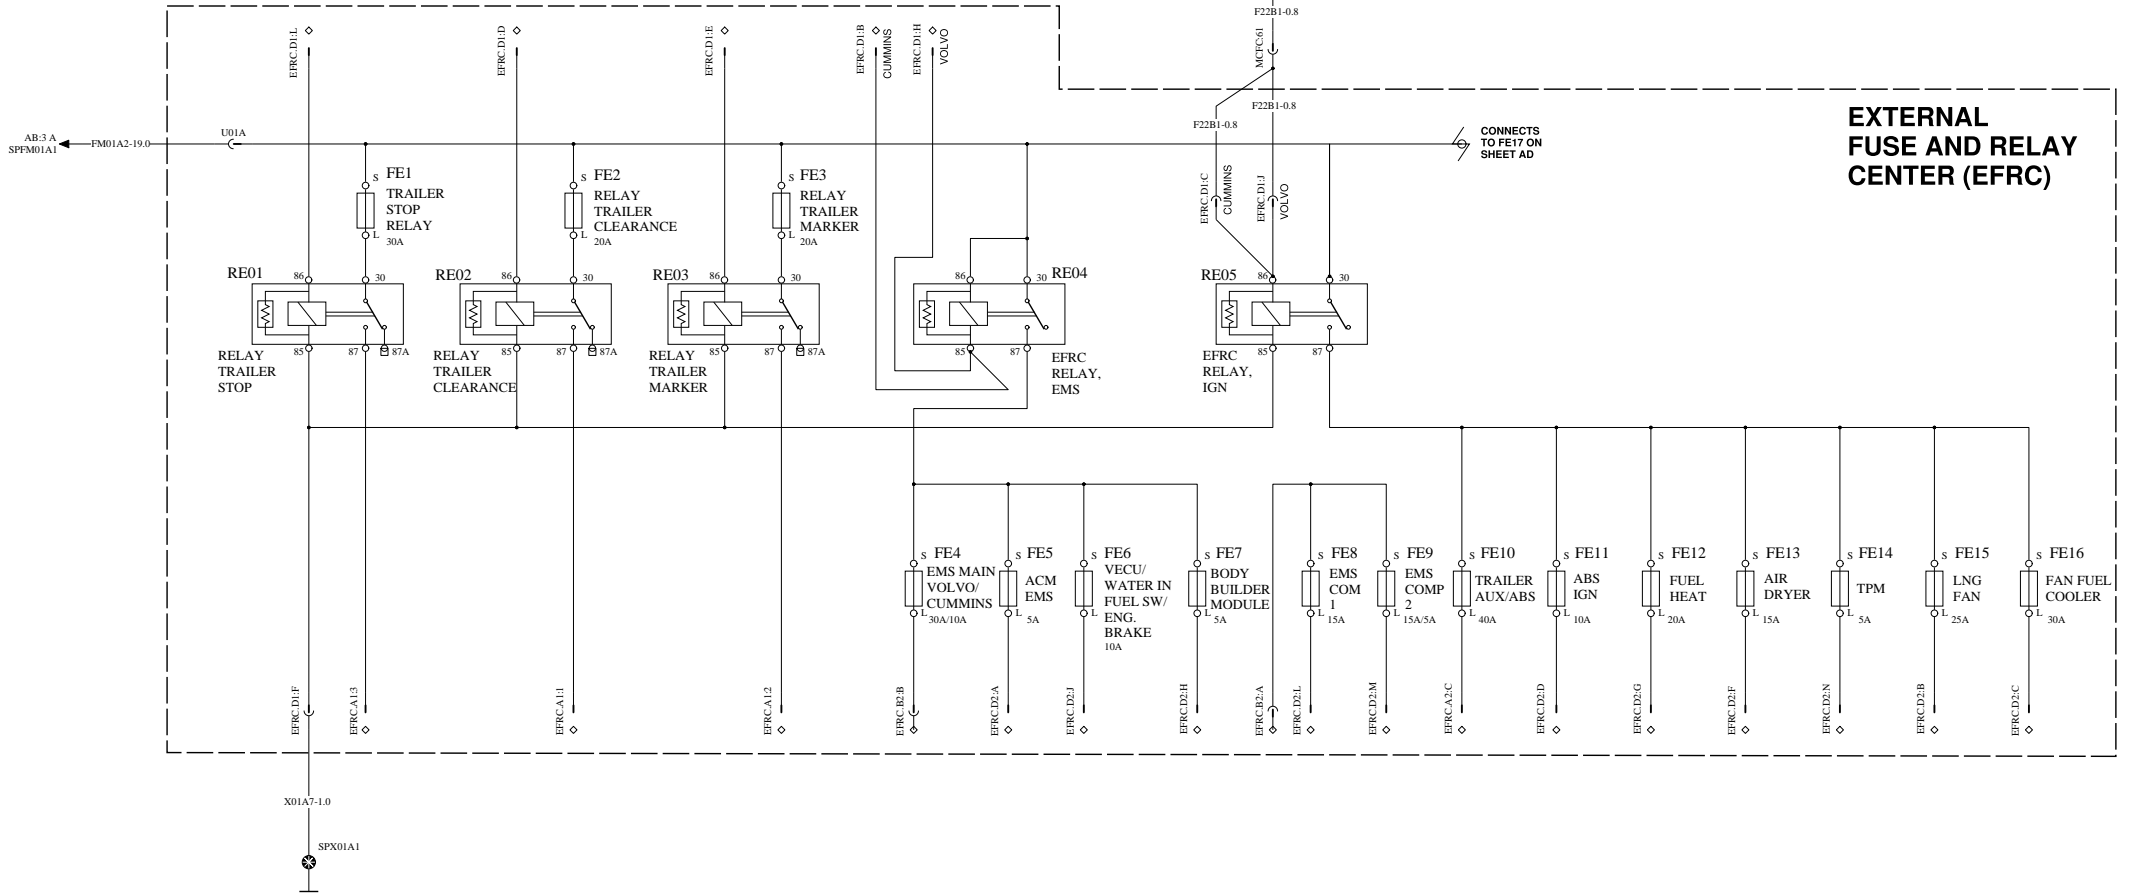 F22B1-0.8
EFRC.D1:L
EFRC.D1:D
EFRC.D1:E
EFRC.D1:B
CUMMINS
EFRC.D1:H
VOLVO
MCFC:61
F22B1-0.8
F22B1-0.8
EXTERNAL
FUSE AND RELAY
CENTER (EFRC)
AB:3 A
SPFM01A1
FM01A2-19.0
U01A
CONNECTS
TO FE17 ON
SHEET AD
S FE1
TRAILER
STOP
RELAY
L
30A
S FE2
RELAY
TRAILER
CLEARANCE
L
20A
S FE3
RELAY
TRAILER
MARKER
L
20A
EFRC.D1:C
CUMMINS
EFRC.D1:J
VOLVO
RE01
86
30
85
87
87A
RELAY
TRAILER
STOP
RE02
86
30
85
87
87A
RELAY
TRAILER
CLEARANCE
RE03
86
30
85
87
87A
RELAY
TRAILER
MARKER
86
30
RE04
85
87
EFRC
RELAY,
EMS
RE05
86
30
85
87
EFRC
RELAY,
IGN
S FE4
EMS MAIN
VOLVO/
CUMMINS
L
30A/10A
S FE5
ACM
EMS
L
5A
S FE6
VECU/
WATER IN
FUEL SW/
ENG.
BRAKE
L
10A
S FE7
BODY
BUILDER
MODULE
L
5A
S FE8
EMS
COM
1
L
15A
S FE9
EMS
COMP
2
L
15A/5A
S FE10
TRAILER
AUX/ABS
L
40A
S FE11
ABS
IGN
L
10A
S FE12
FUEL
HEAT
L
20A
S FE13
AIR
DRYER
L
15A
S FE14
TPM
L
5A
S FE15
LNG
FAN
L
25A
S FE16
FAN FUEL
COOLER
L
30A
EFRC.D1:F
EFRC.A1:3
EFRC.A1:1
EFRC.A1:2
EFRC.B2:B
EFRC.D2:A
EFRC.D2:J
EFRC.D2:H
EFRC.B2:A
EFRC.D2:L
EFRC.D2:M
EFRC.A2:C
EFRC.D2:D
EFRC.D2:G
EFRC.D2:F
EFRC.D2:N
EFRC.D2:B
EFRC.D2:C
X01A7-1.0
SPX01A1